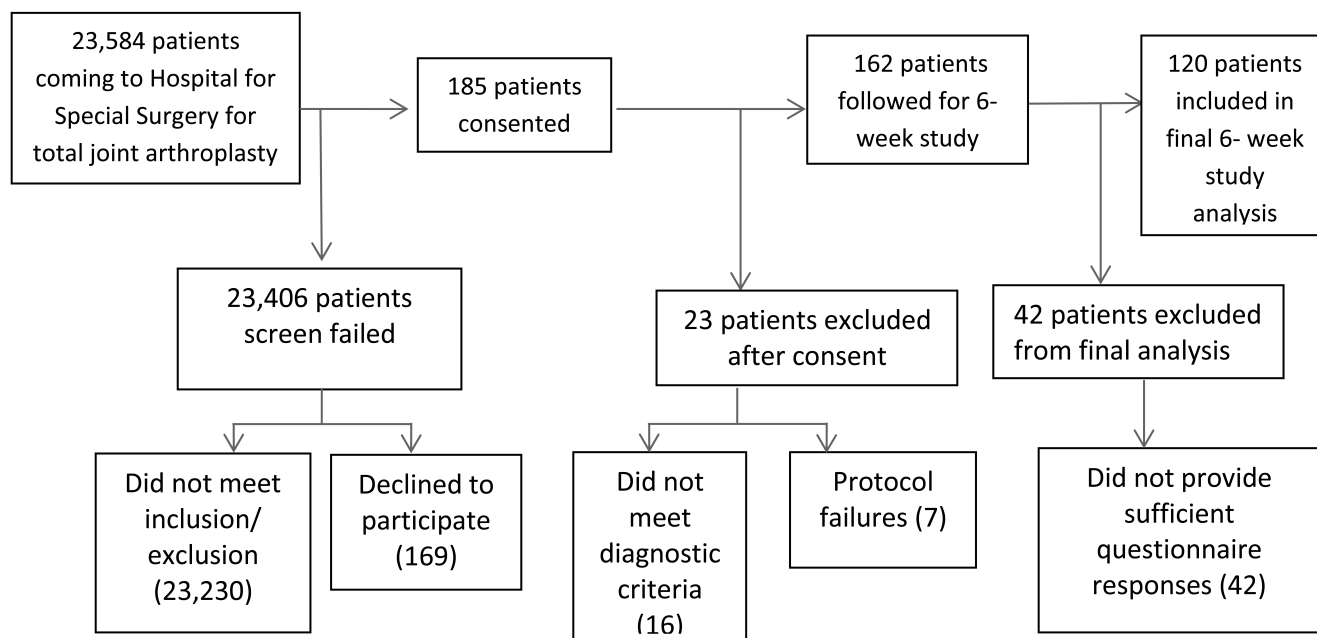 23,584 patients
coming to Hospital for
Special Surgery for
total joint arthroplasty
185 patients
consented
162 patients
followed for 6-
week study
120 patients
included in
final 6- week
study
analysis
23,406 patients
screen failed
23 patients excluded
after consent
42 patients excluded
from final analysis
Did not meet
inclusion/
exclusion
(23,230)
Declined to
participate
(169)
Did not
meet
diagnostic
criteria
(16)
Protocol
failures (7)
Did not provide
sufficient
questionnaire
responses (42)